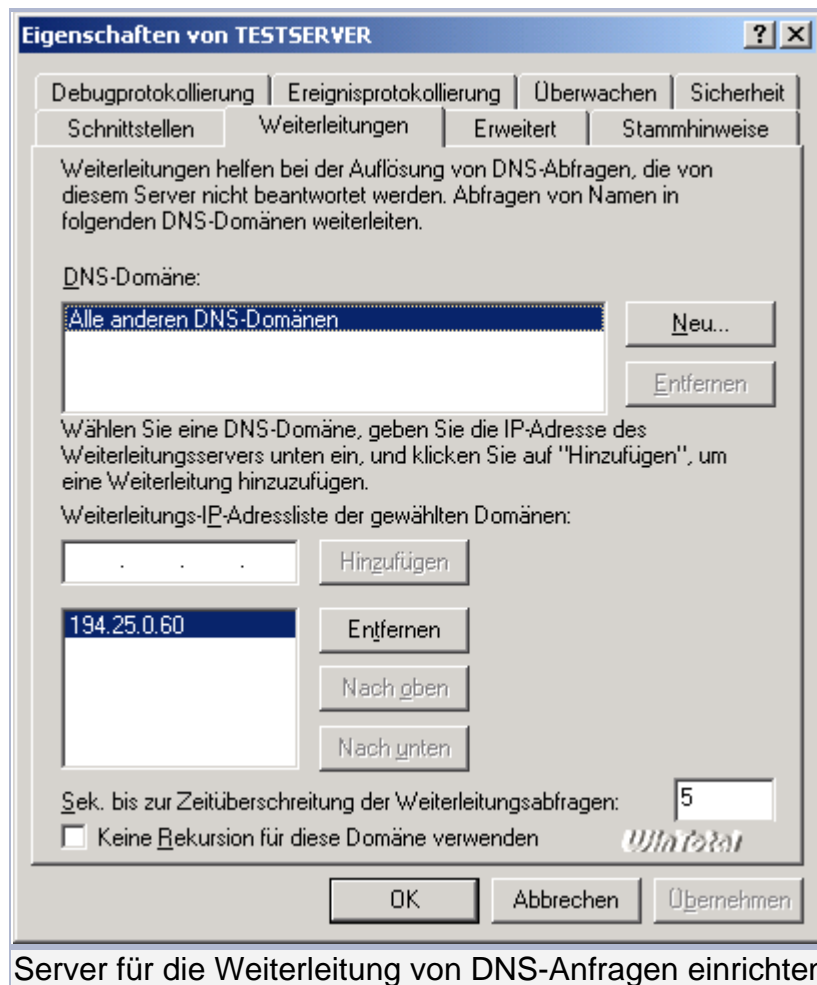 Eigenschaften von TESTSERVER
Debugprotokollierung Ereignisprotokollierung Überwachen Sicherheit
Schnittstellen Weiterleitungen Erweitert Stammhinweise
Weiterleitungen helfen bei der Auflösung von DNS-Abfragen, die von
diesem Server nicht beantwortet werden. Abfragen von Namen in
folgenden DNS-Domänen weiterleiten.
DNS-Domäne:
Alle anderen DNS-Domänen
Neu...
Entfernen
Wählen Sie eine DNS-Domäne, geben Sie die IP-Adresse des
Weiterleitungsservers unten ein, und klicken Sie auf "Hinzufügen", um
eine Weiterleitung hinzuzufügen.
Weiterleitungs-IP-Adressliste der gewählten Domänen:
. . .
Hinzufügen
194.25.0.60
Entfernen
Nach oben
Nach unten
Sek. bis zur Zeitüberschreitung der Weiterleitungsabfragen: 5
Keine Rekursion für diese Domäne verwenden
WinTotal
OK Abbrechen Übernehmen
Server für die Weiterleitung von DNS-Anfragen einrichten